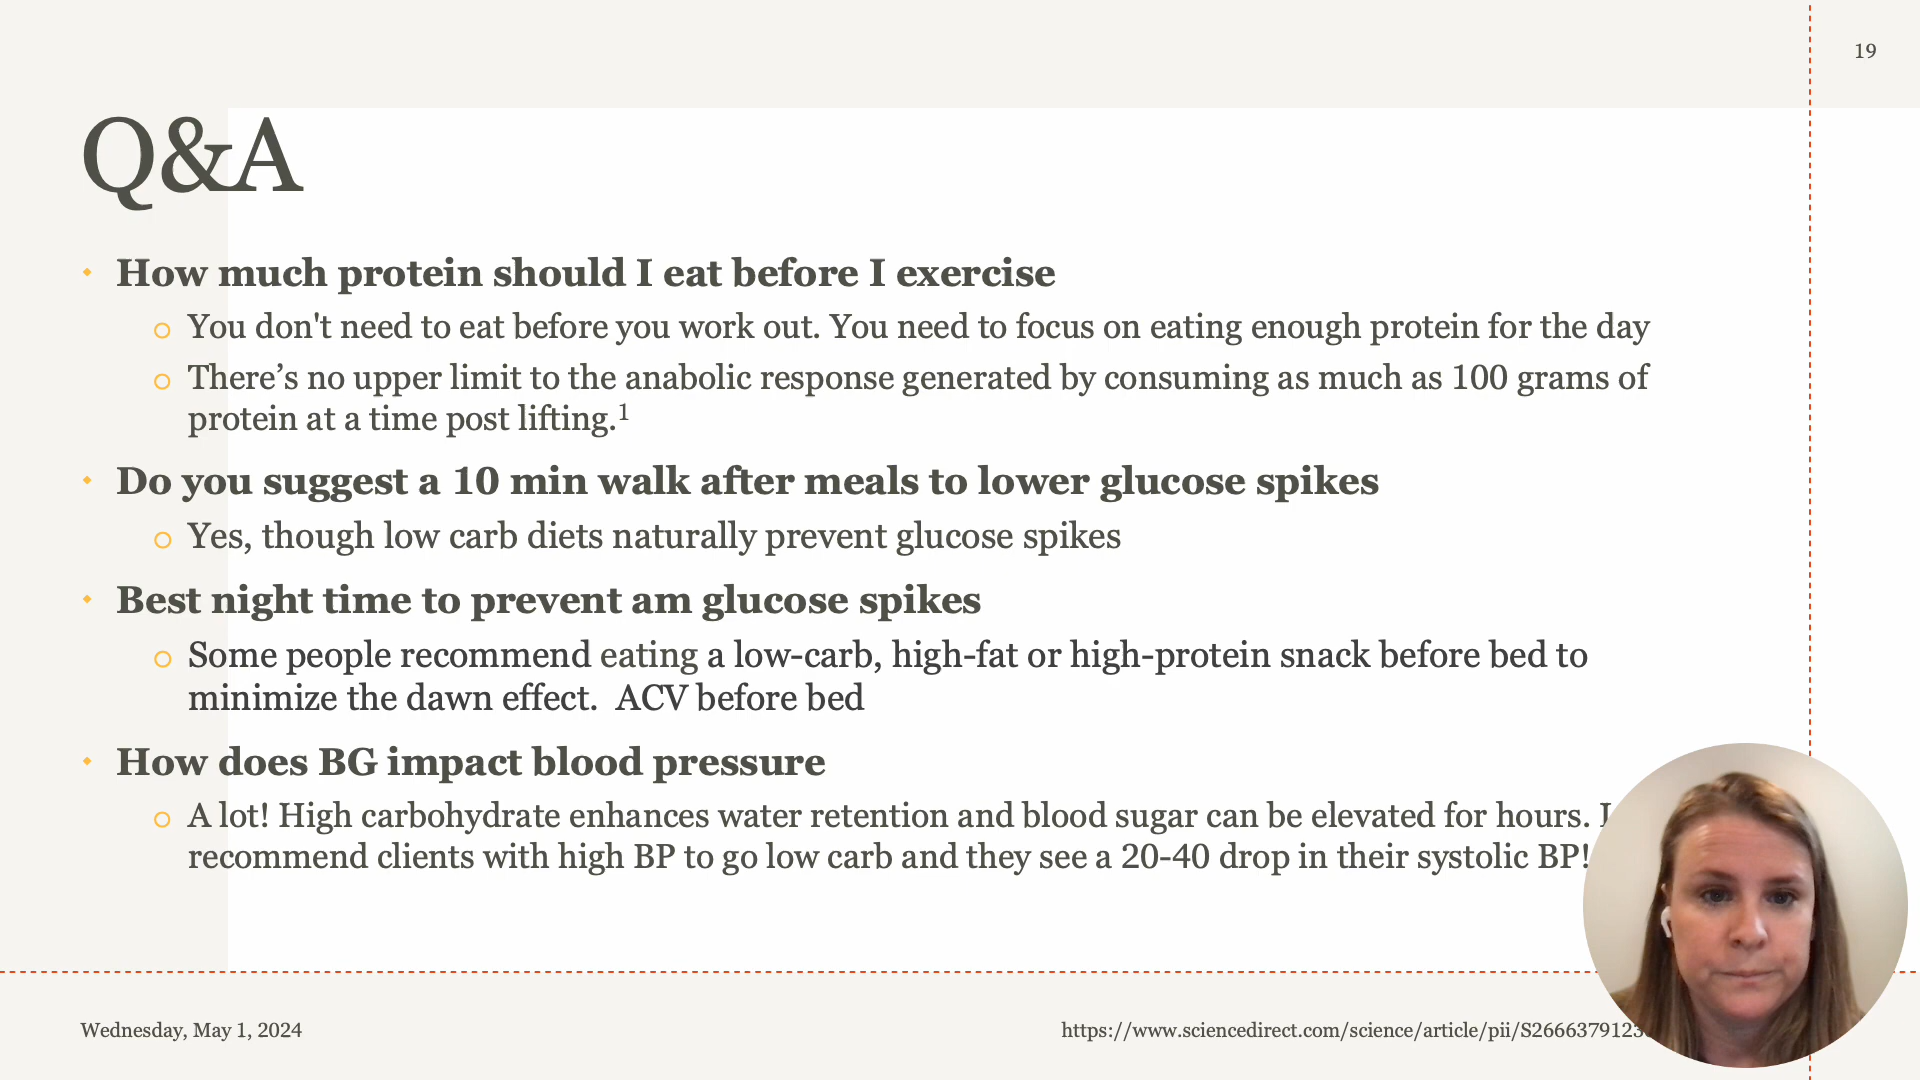 19
Q&A
How much protein should I eat before I exercise
You don't need to eat before you work out. You need to focus on eating enough protein for the day
There’s no upper limit to the anabolic response generated by consuming as much as 100 grams of
protein at a time post lifting.¹
Do you suggest a 10 min walk after meals to lower glucose spikes
Yes, though low carb diets naturally prevent glucose spikes
Best night time to prevent am glucose spikes
Some people recommend eating a low-carb, high-fat or high-protein snack before bed to
minimize the dawn effect.  ACV before bed
How does BG impact blood pressure
A lot! High carbohydrate enhances water retention and blood sugar can be elevated for hours. I
recommend clients with high BP to go low carb and they see a 20-40 drop in their systolic BP!
Wednesday, May 1, 2024
https://www.sciencedirect.com/science/article/pii/S266637912